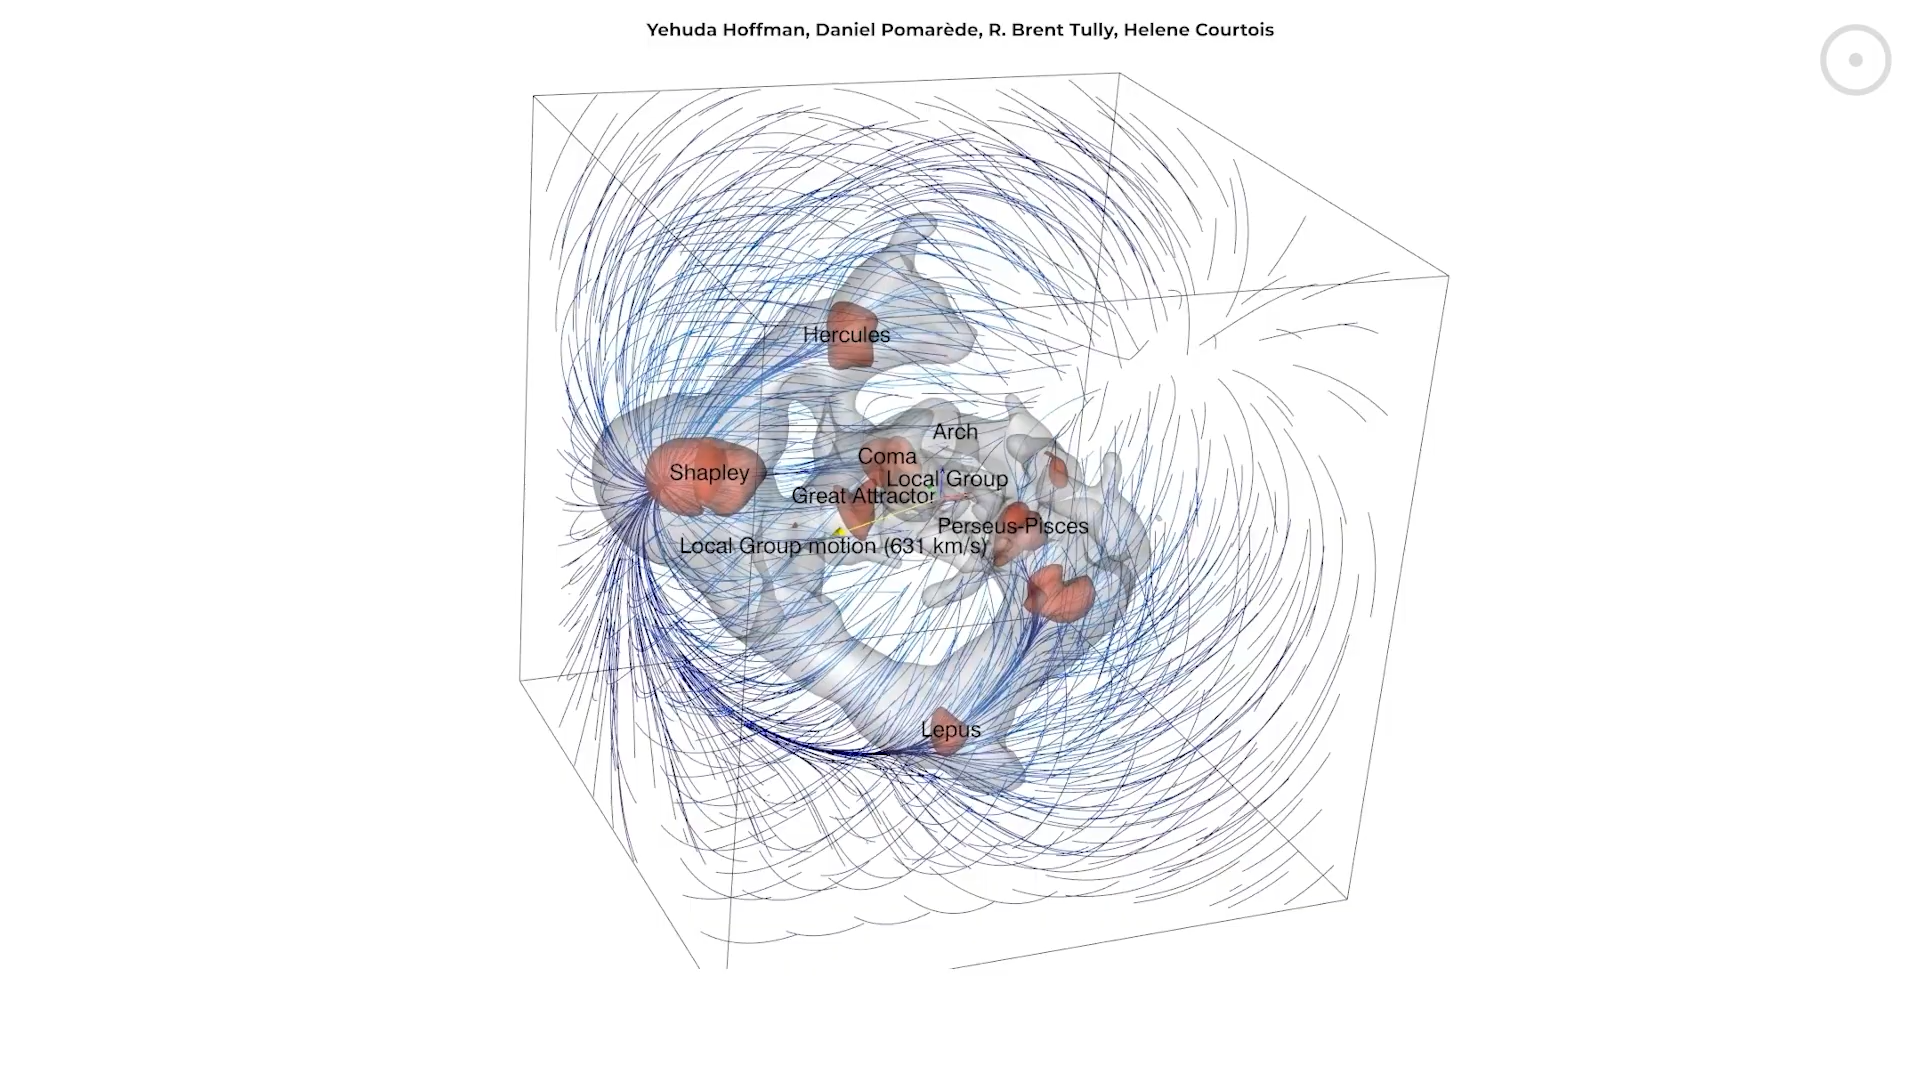 Yehuda Hoffman, Daniel Pomarède, R. Brent Tully, Helene Courtois
Hercules
Arch
Coma
Shapley
Local Group
Great Attractor
Perseus-Pisces
Local Group motion (631 km/s)
Lepus